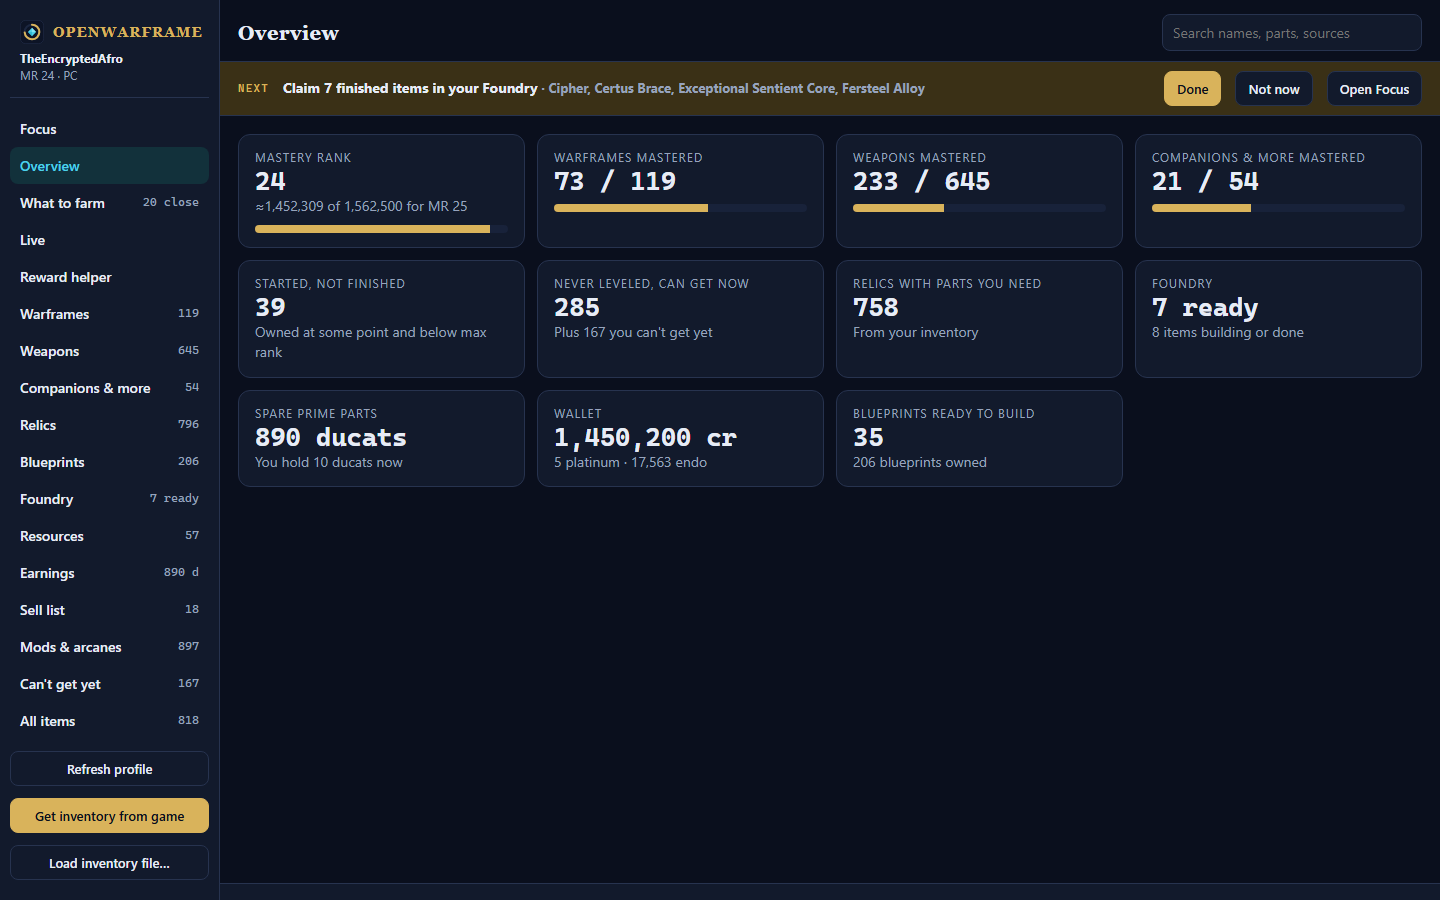 OPENWARFRAME
TheEncryptedAfro
MR 24 · PC
Focus
Overview
What to farm 20 close
Live
Reward helper
Warframes 119
Weapons 645
Companions & more 54
Relics 796
Blueprints 206
Foundry 7 ready
Resources 57
Earnings 890 d
Sell list 18
Mods & arcanes 897
Can't get yet 167
All items 818
Refresh profile
Get inventory from game
Load inventory file...
Overview
Search names, parts, sources
NEXT Claim 7 finished items in your Foundry · Cipher, Certus Brace, Exceptional Sentient Core, Fersteel Alloy
Done
Not now
Open Focus
MASTERY RANK
24
≈1,452,309 of 1,562,500 for MR 25
WARFRAMES MASTERED
73 / 119
WEAPONS MASTERED
233 / 645
COMPANIONS & MORE MASTERED
21 / 54
STARTED, NOT FINISHED
39
Owned at some point and below max
rank
NEVER LEVELED, CAN GET NOW
285
Plus 167 you can't get yet
RELICS WITH PARTS YOU NEED
758
From your inventory
FOUNDRY
7 ready
8 items building or done
SPARE PRIME PARTS
890 ducats
You hold 10 ducats now
WALLET
1,450,200 cr
5 platinum · 17,563 endo
BLUEPRINTS READY TO BUILD
35
206 blueprints owned